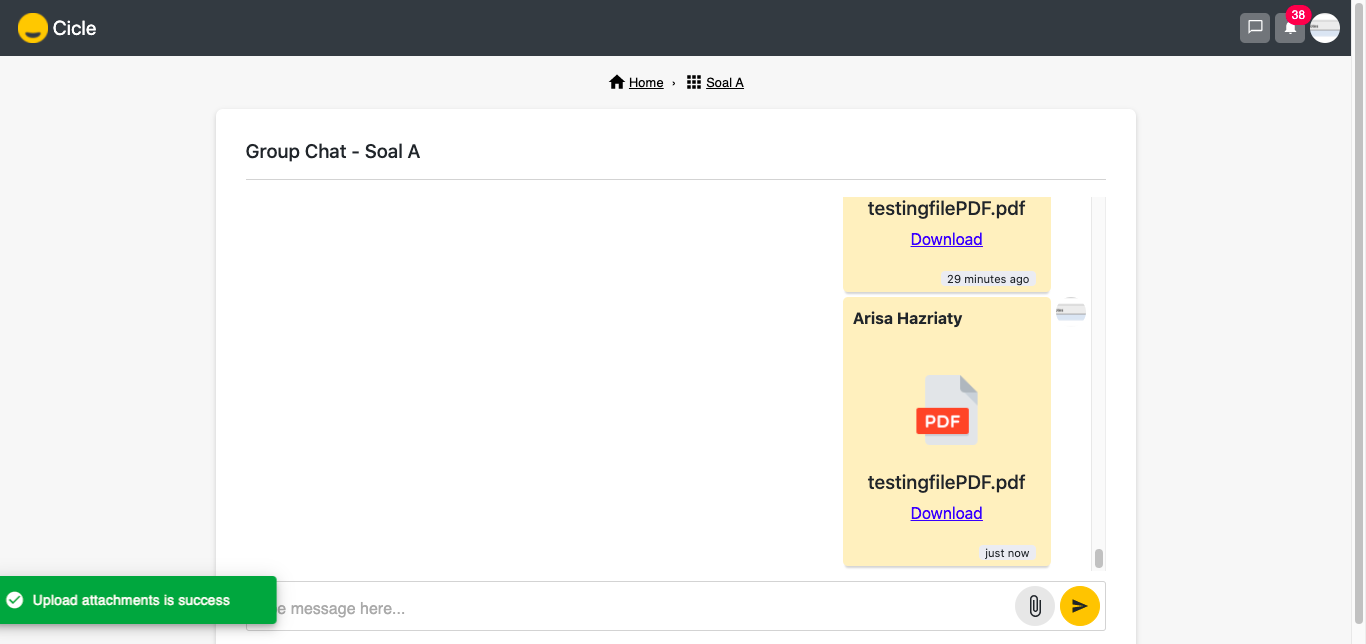 Cicle
38
Home › Soal A
Group Chat - Soal A
testingfilePDF.pdf
Download
29 minutes ago
Arisa Hazriaty
PDF
testingfilePDF.pdf
Download
just now
Upload attachments is success
message here...